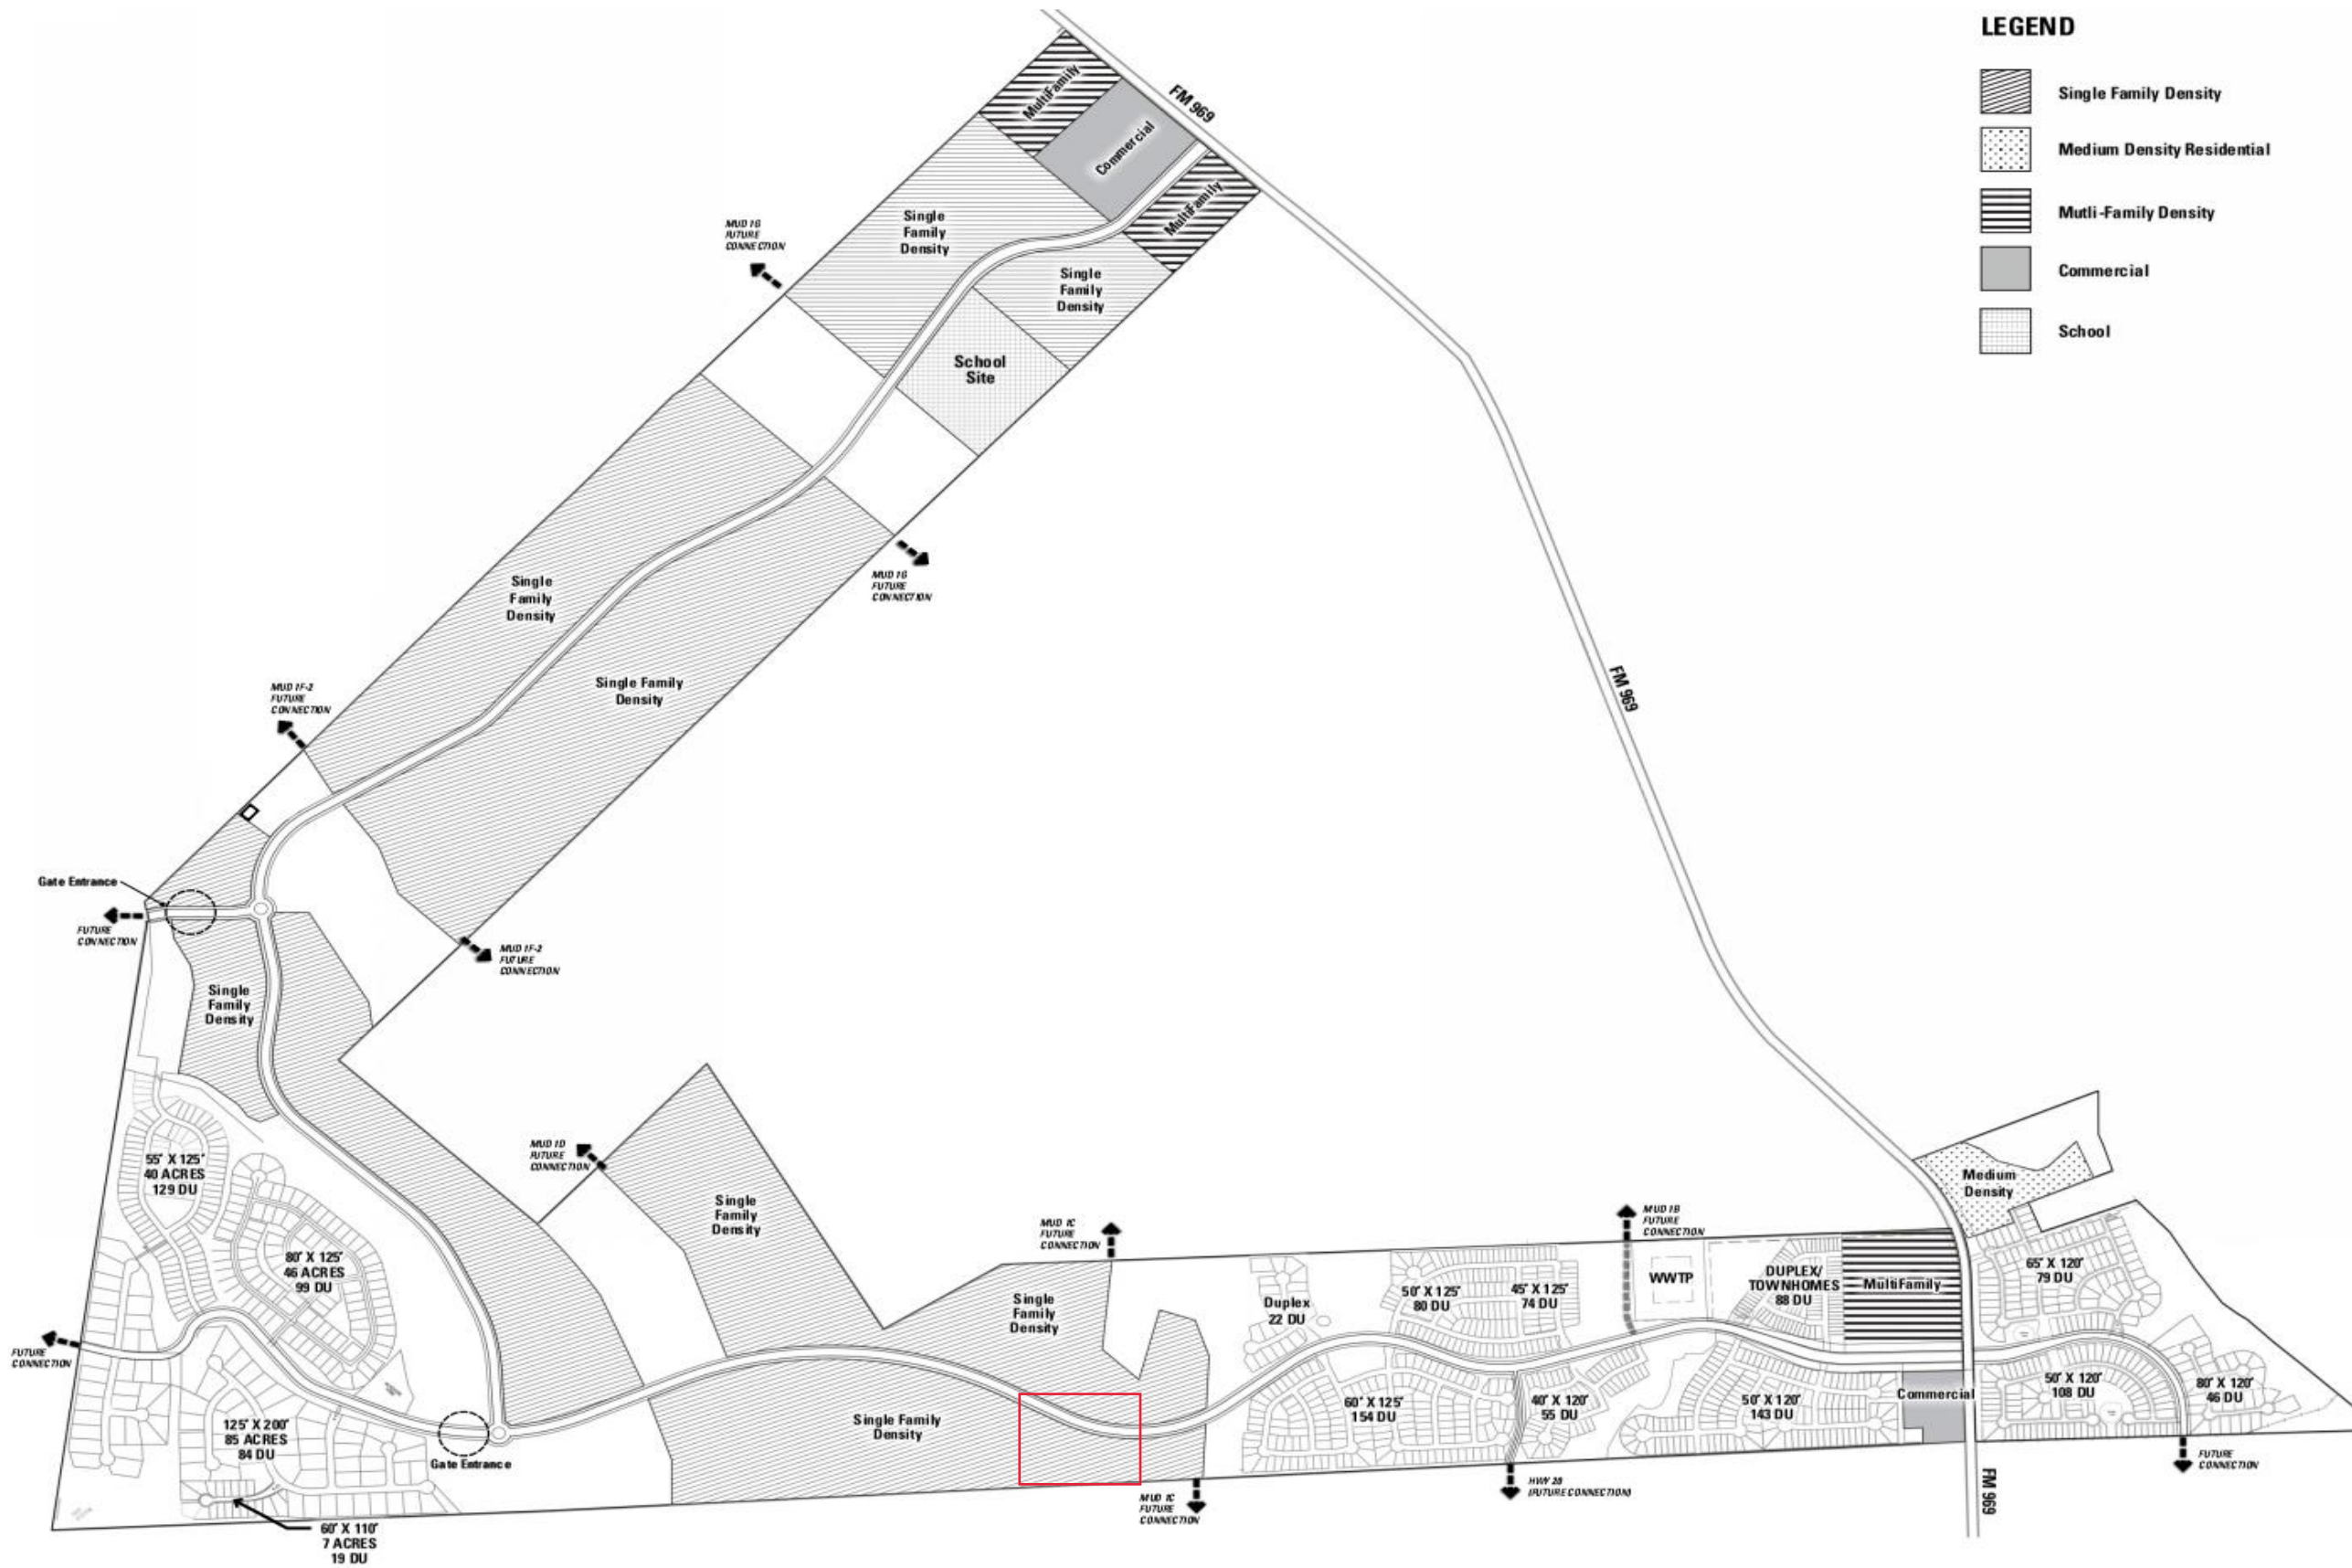 LEGEND
Single Family Density
Medium Density Residential
Mutli-Family Density
Commercial
School
FM 969
MultiFamily
Commercial
MultiFamily
Single
Family
Density
MUD 1G
FUTURE
CONNECTION
Single
Family
Density
School
Site
MUD 1G
FUTURE
CONNECTION
Single
Family
Density
Single Family
Density
FM 969
MUD 1F-2
FUTURE
CONNECTION
Gate Entrance
FUTURE
CONNECTION
MUD 1F-2
FUTURE
CONNECTION
Single
Family
Density
55' X 125'
40 ACRES
129 DU
80' X 125'
46 ACRES
99 DU
MUD 1D
FUTURE
CONNECTION
Single
Family
Density
MUD 1C
FUTURE
CONNECTION
Single
Family
Density
Duplex
22 DU
50' X 125'
80 DU
45' X 125'
74 DU
MUD 1B
FUTURE
CONNECTION
WWTP
DUPLEX/
TOWNHOMES
88 DU
MultiFamily
Medium
Density
65' X 120'
79 DU
FUTURE
CONNECTION
125' X 200'
85 ACRES
84 DU
Gate Entrance
Single Family
Density
60' X 125'
154 DU
40' X 120'
55 DU
50' X 120'
143 DU
Commercial
50' X 120'
108 DU
80' X 120'
46 DU
60' X 110'
7 ACRES
19 DU
MUD 1C
FUTURE
CONNECTION
HWY 2B
(FUTURE CONNECTION)
FM 969
FUTURE
CONNECTION